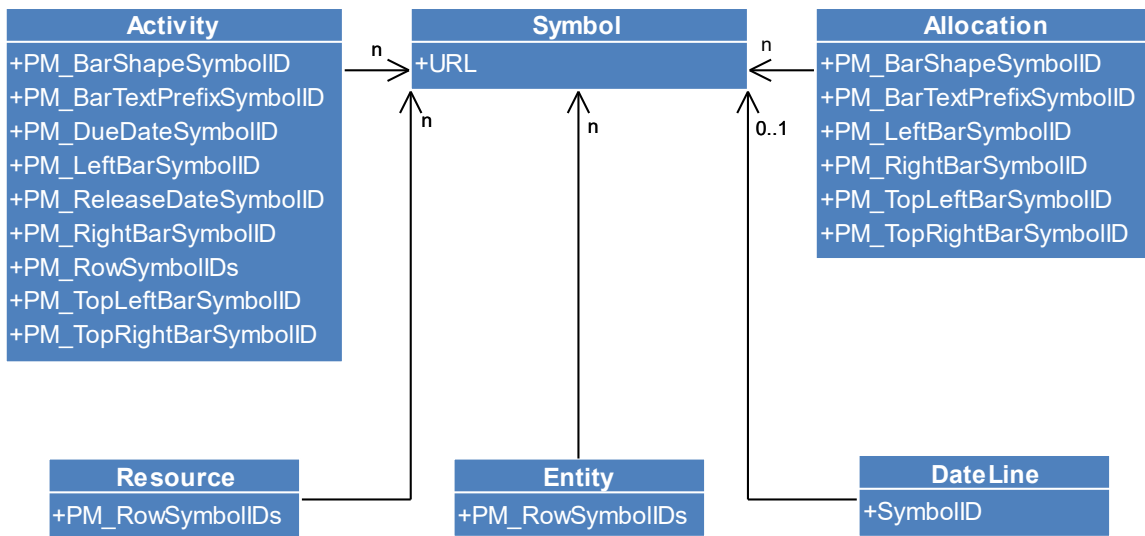 Activity
+PM_BarShapeSymbolID
+PM_BarTextPrefixSymbolID
+PM_DueDateSymbolID
+PM_LeftBarSymbolID
+PM_ReleaseDateSymbolID
+PM_RightBarSymbolID
+PM_RowSymbolIDs
+PM_TopLeftBarSymbolID
+PM_TopRightBarSymbolID
n
Symbol
+URL
n
Allocation
+PM_BarShapeSymbolID
+PM_BarTextPrefixSymbolID
+PM_LeftBarSymbolID
+PM_RightBarSymbolID
+PM_TopLeftBarSymbolID
+PM_TopRightBarSymbolID
n
n
0..1
Resource
+PM_RowSymbolIDs
Entity
+PM_RowSymbolIDs
DateLine
+SymbolID